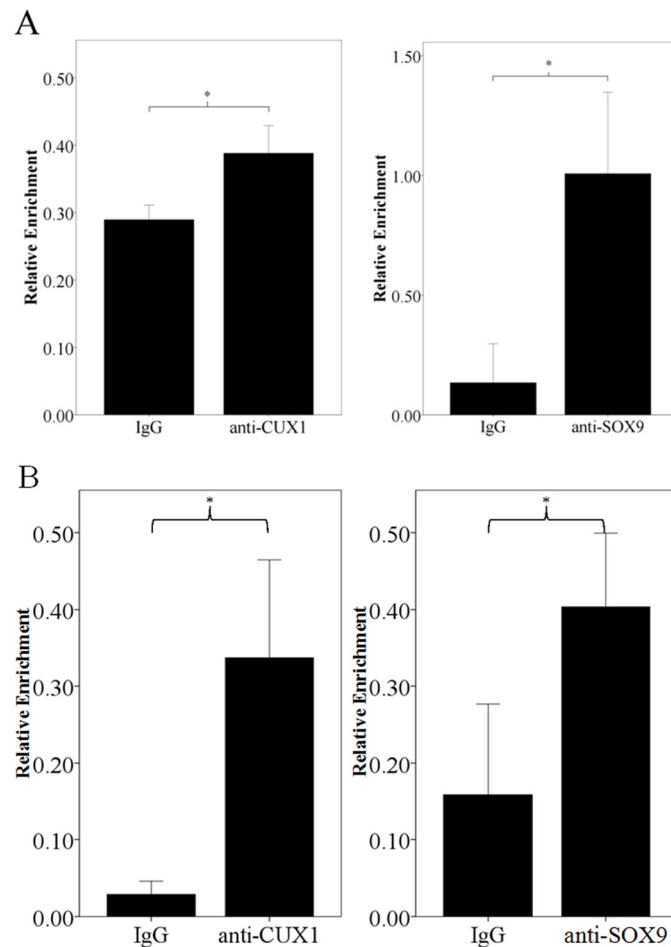 A
Relative Enrichment
0.50
0.40
0.30
0.20
0.10
0.00
*
IgG
anti-CUX1
Relative Enrichment
1.50
1.00
0.50
0.00
*
IgG
anti-SOX9
B
Relative Enrichment
0.50
0.40
0.30
0.20
0.10
0.00
*
IgG
anti-CUX1
Relative Enrichment
0.50
0.40
0.30
0.20
0.10
0.00
*
IgG
anti-SOX9